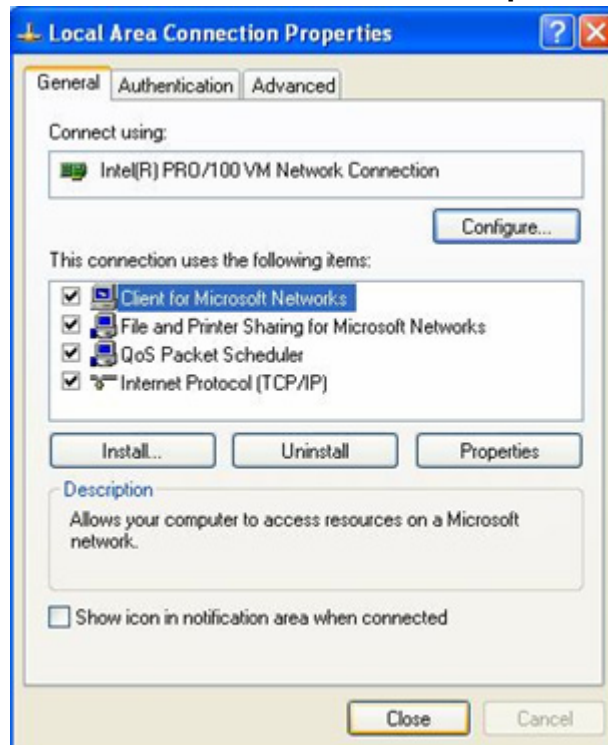 Local Area Connection Properties
General Authentication Advanced
Connect using:
Intel(R) PRO/100 VM Network Connection
Configure...
This connection uses the following items:
Client for Microsoft Networks
File and Printer Sharing for Microsoft Networks
QoS Packet Scheduler
Internet Protocol (TCP/IP)
Install... Uninstall Properties
Description
Allows your computer to access resources on a Microsoft
network.
Show icon in notification area when connected
Close Cancel